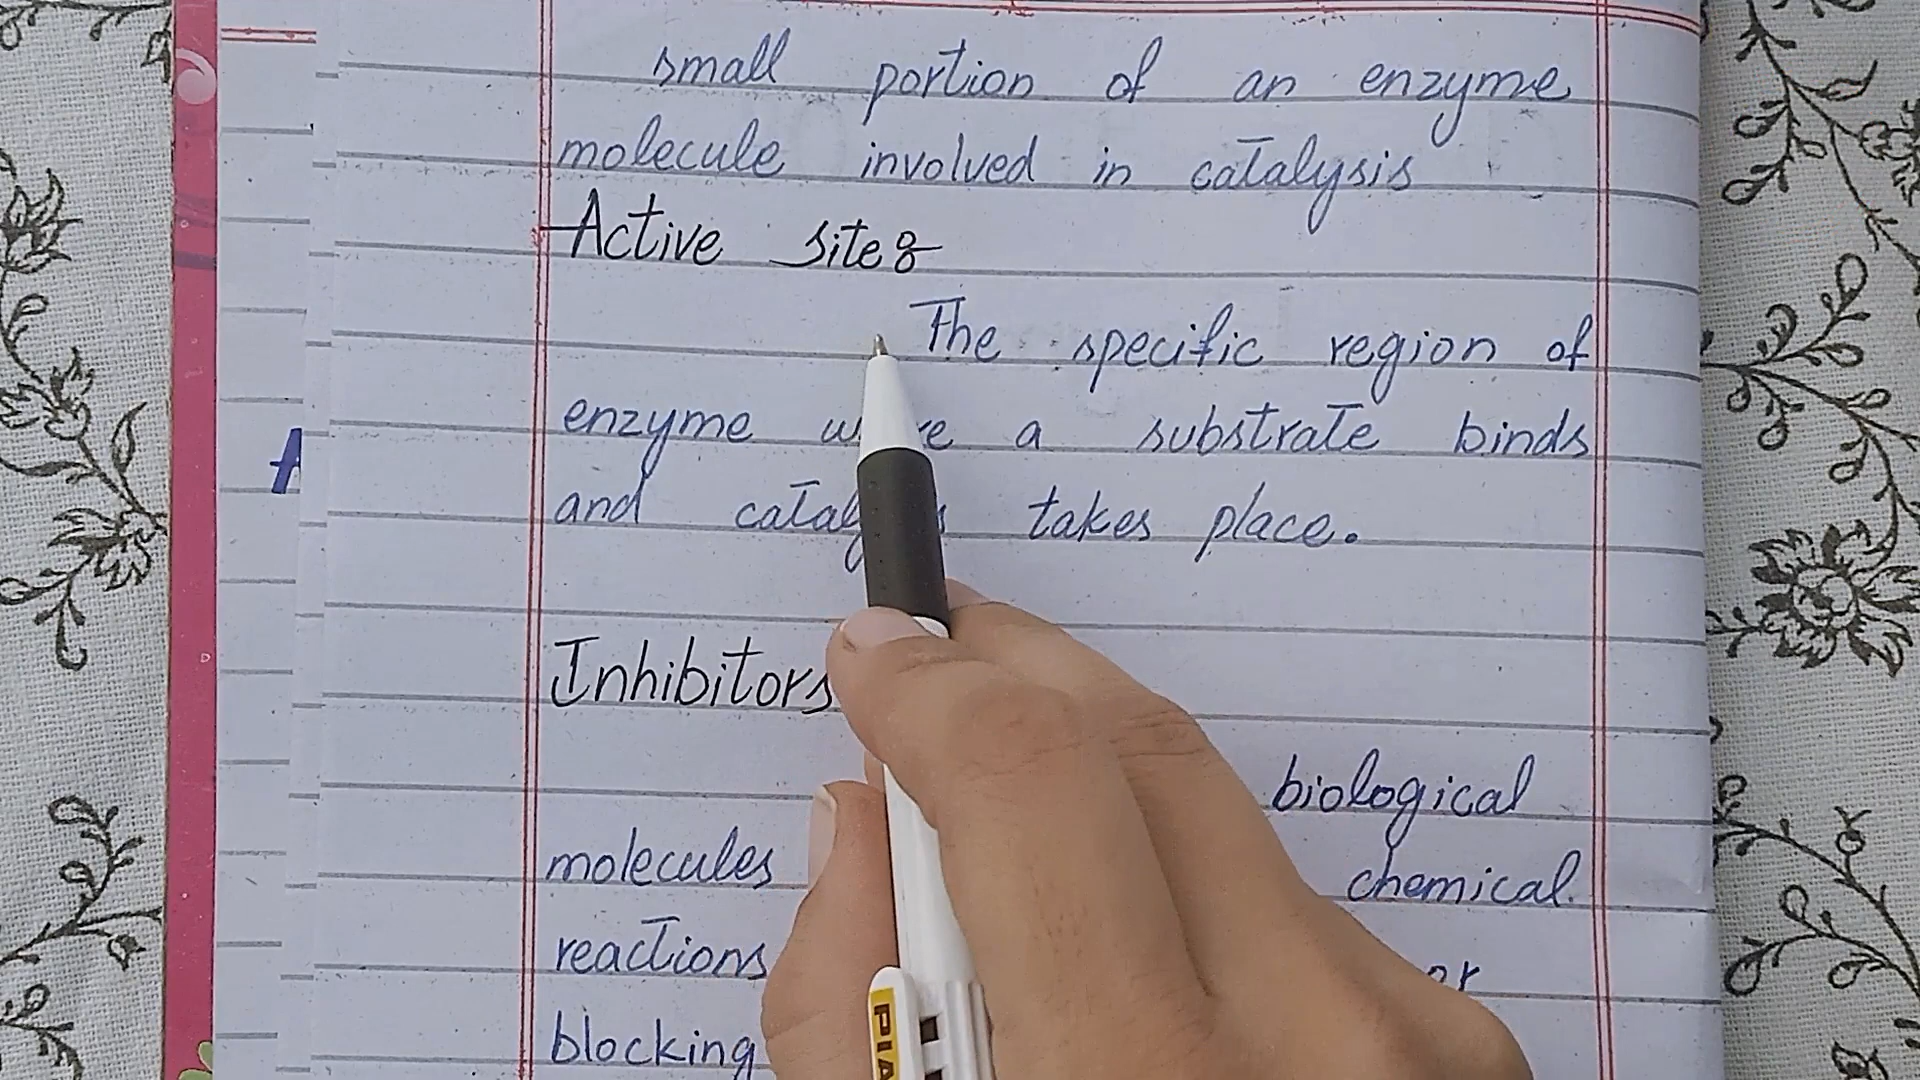 small portion of an enzyme
molecule involved in catalysis
Active site:-
The specific region of
enzyme a substrate binds
and takes place.
Inhibitors
biological
molecules chemical
reactions or
blocking